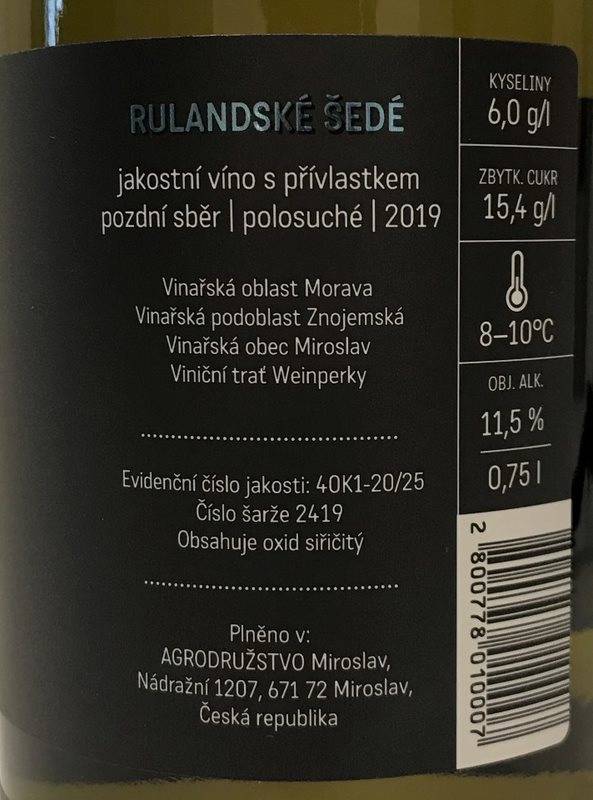 RULANDSKÉ ŠEDÉ
jakostní víno s přívlastkem
pozdní sběr | polosuché | 2019
Vinařská oblast Morava
Vinařská podoblast Znojemská
Vinařská obec Miroslav
Viniční trať Weinperky
Evidenční číslo jakosti: 40K1-20/25
Číslo šarže 2419
Obsahuje oxid siřičitý
Plněno v:
AGRODRUŽSTVO Miroslav,
Nádražní 1207, 671 72 Miroslav,
Česká republika
KYSELINY
6,0 g/l
ZBYTK. CUKR
15,4 g/l
8–10ºC
OBJ. ALK.
11,5 %
0,75 l
2 800778 010007